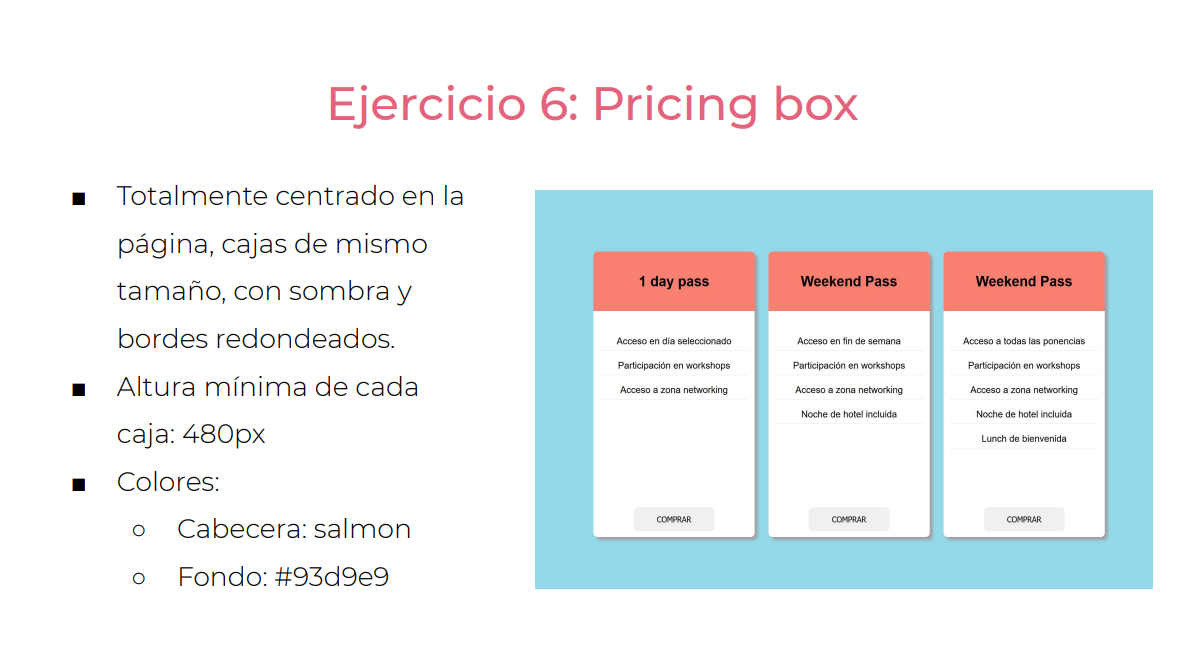 Ejercicio 6: Pricing box
■ Totalmente centrado en la
página, cajas de mismo
tamaño, con sombra y
bordes redondeados.
■ Altura mínima de cada
caja: 480px
■ Colores:
○ Cabecera: salmon
○ Fondo: #93d9e9
1 day pass
Acceso en día seleccionado
Participación en workshops
Acceso a zona networking
COMPRAR
Weekend Pass
Acceso en fin de semana
Participación en workshops
Acceso a zona networking
Noche de hotel incluida
COMPRAR
Weekend Pass
Acceso a todas las ponencias
Participación en workshops
Acceso a zona networking
Noche de hotel incluida
Lunch de bienvenida
COMPRAR